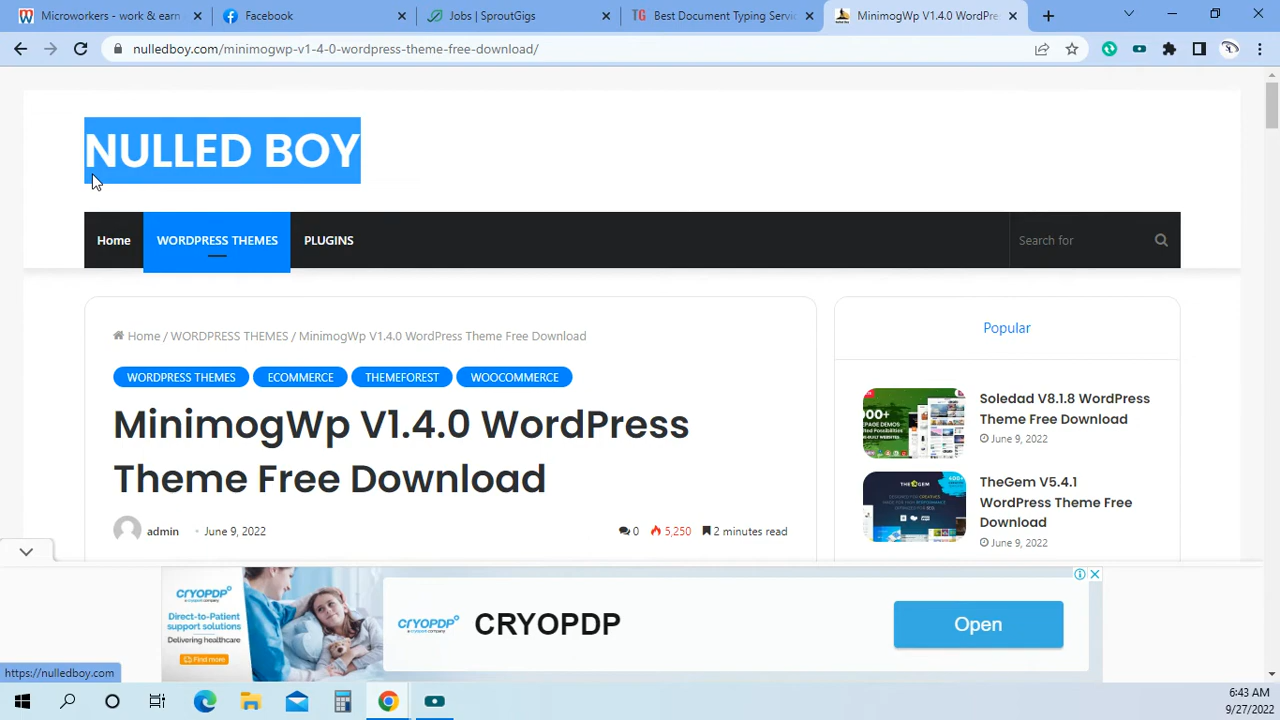 Microworkers - work & earn
Facebook
Jobs | SproutGigs
TG
Best Document Typing Servic
MinimogWp V1.4.0 WordPre
nulledboy.com/minimogwp-v1-4-0-wordpress-theme-free-download/
NULLED BOY
Home
WORDPRESS THEMES
PLUGINS
Search for
Home / WORDPRESS THEMES / MinimogWp V1.4.0 WordPress Theme Free Download
WORDPRESS THEMES
ECOMMERCE
THEMEFOREST
WOOCOMMERCE
MinimogWp V1.4.0 WordPress
Theme Free Download
admin
June 9, 2022
0
5,250
2 minutes read
Popular
Soledad V8.1.8 WordPress
Theme Free Download
June 9, 2022
TheGem V5.4.1
WordPress Theme Free
Download
June 9, 2022
CRYOPDP
Direct-to-Patient
support solutions
Delivering healthcare
Find more
CRYOPDP
CRYOPDP
Open
https://nulledboy.com
6:43 AM
9/27/2022